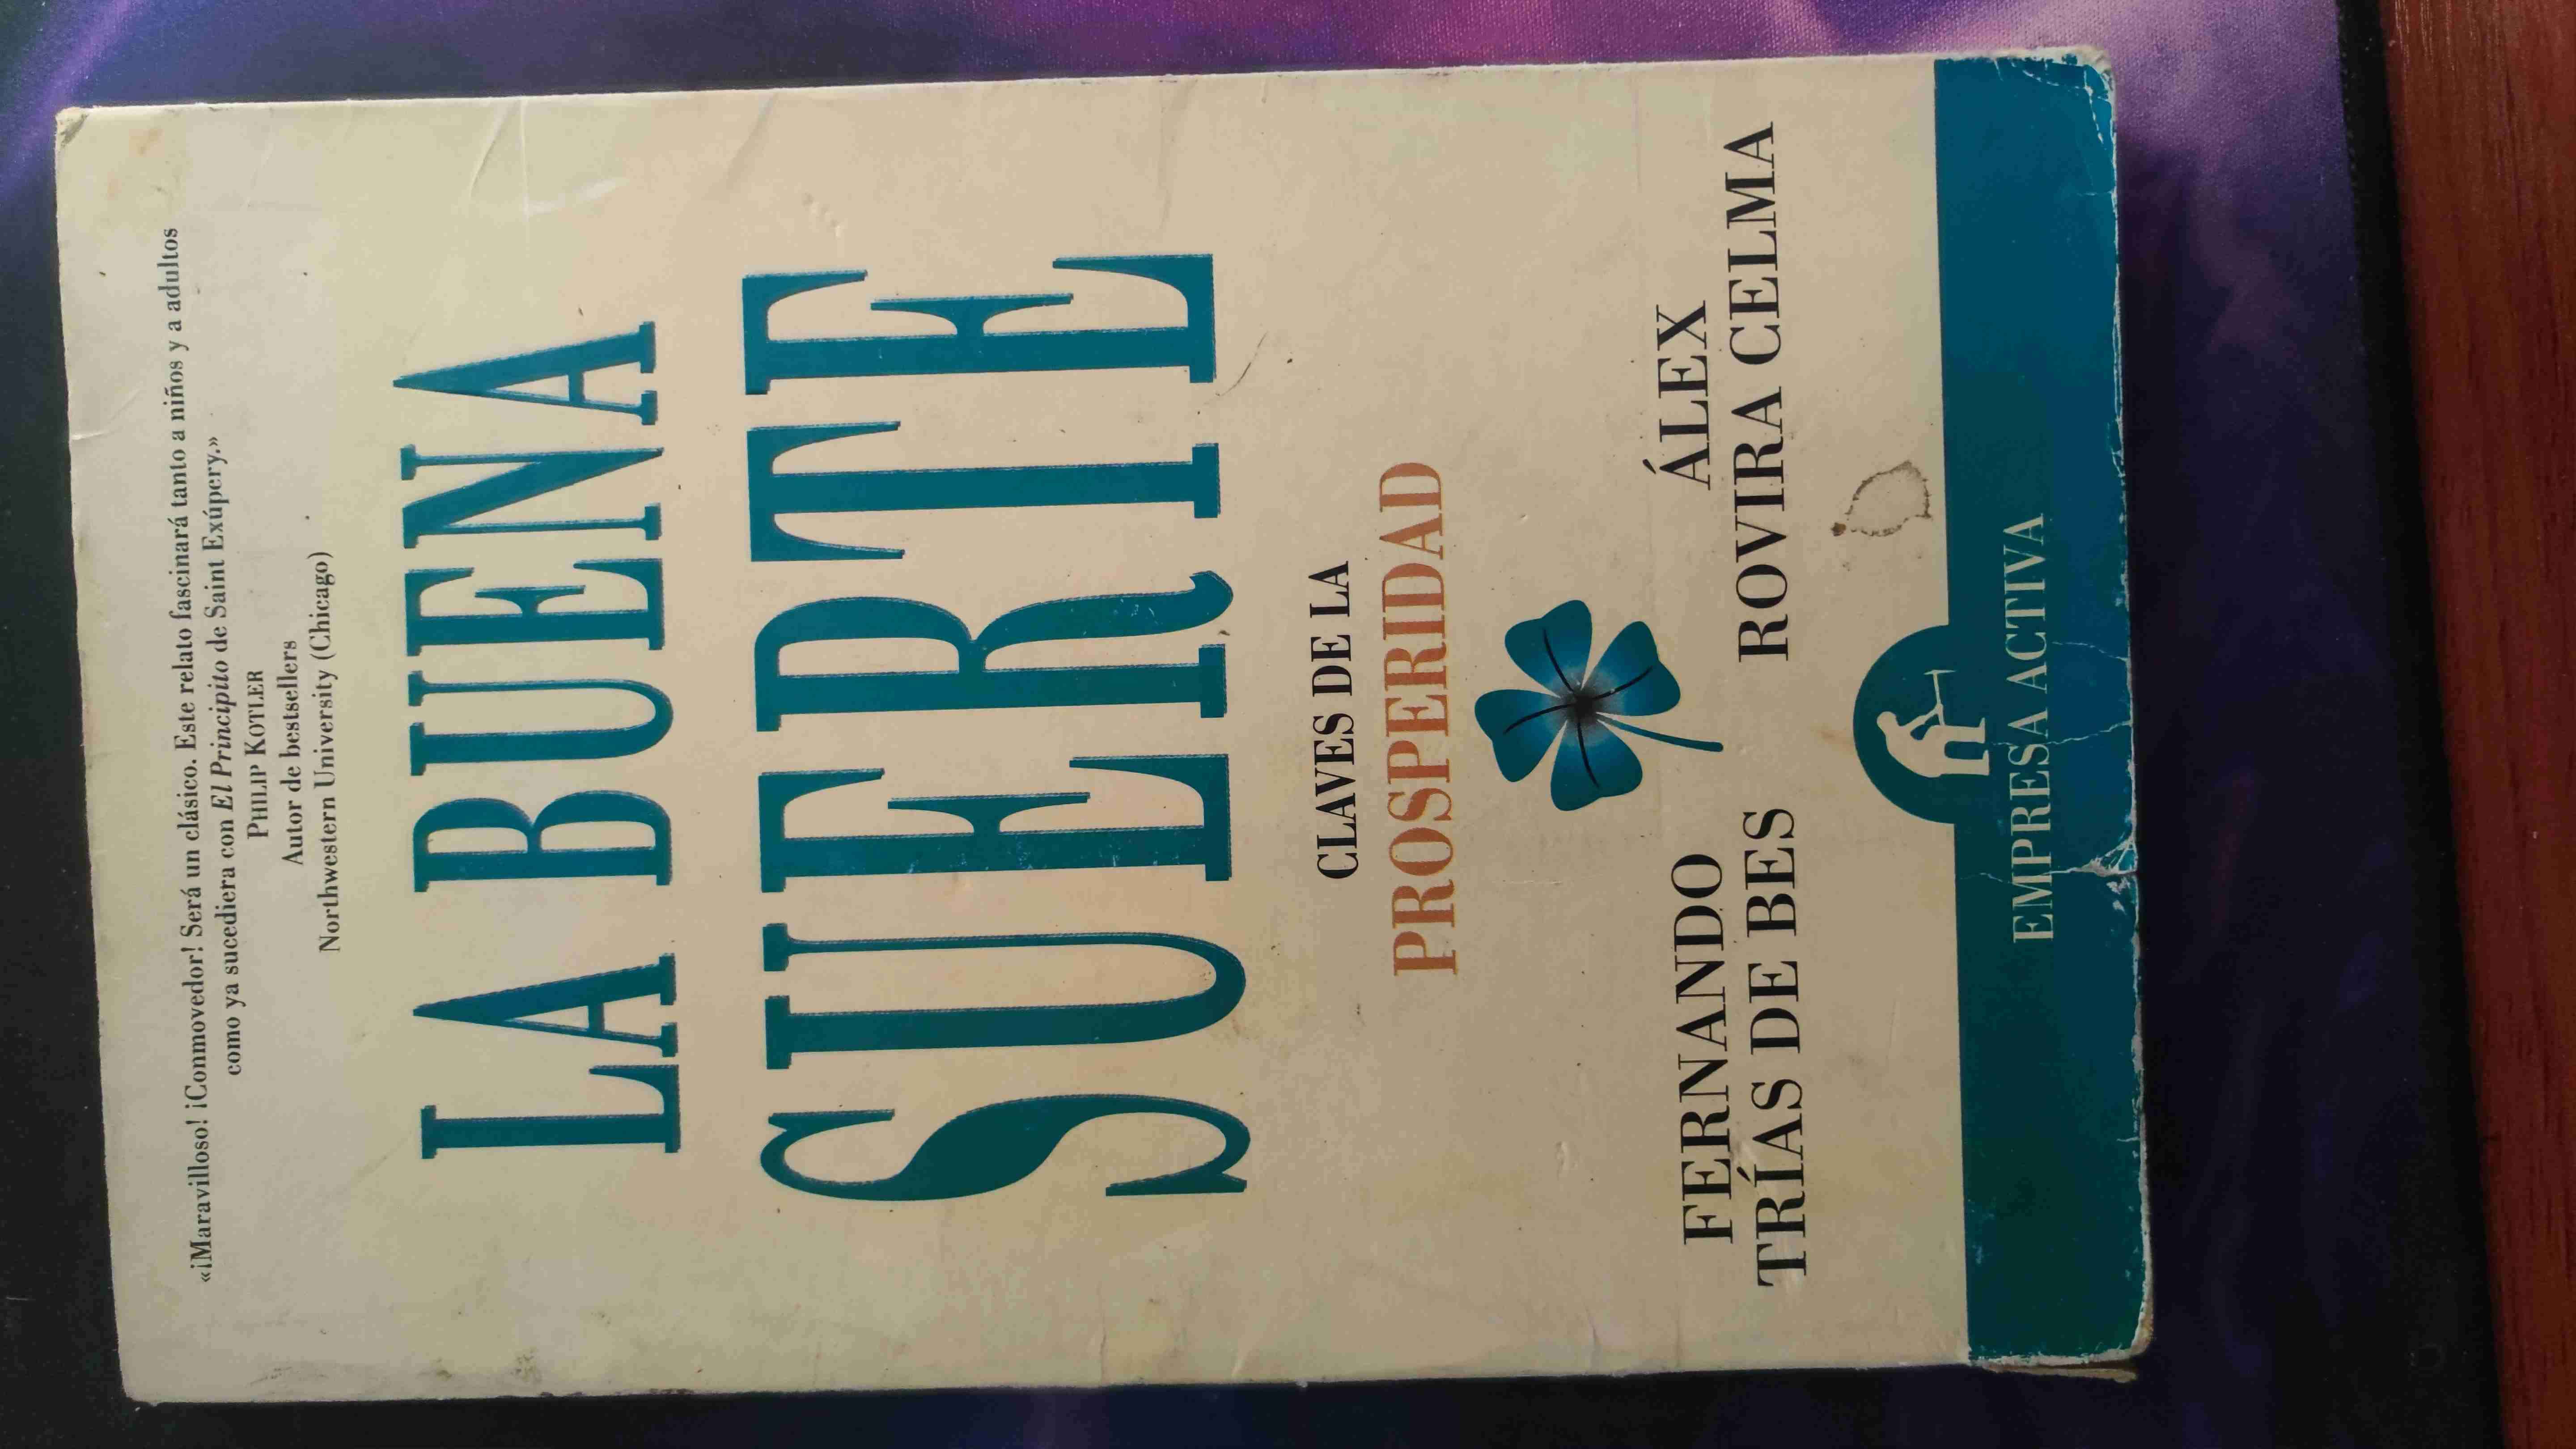 «¡Maravilloso! ¡Conmovedor! Será un clásico. Este relato fascinará tanto a niños y a adultos
como ya sucediera con El Principito de Saint Exúpery.»
PHILIP KOTLER
Autor de bestsellers
Northwestern University (Chicago)
LA BUENA
SUERTE
CLAVES DE LA
PROSPERIDAD
FERNANDO
TRÍAS DE BES
ÁLEX
ROVIRA CELMA
EMPRESA ACTIVA